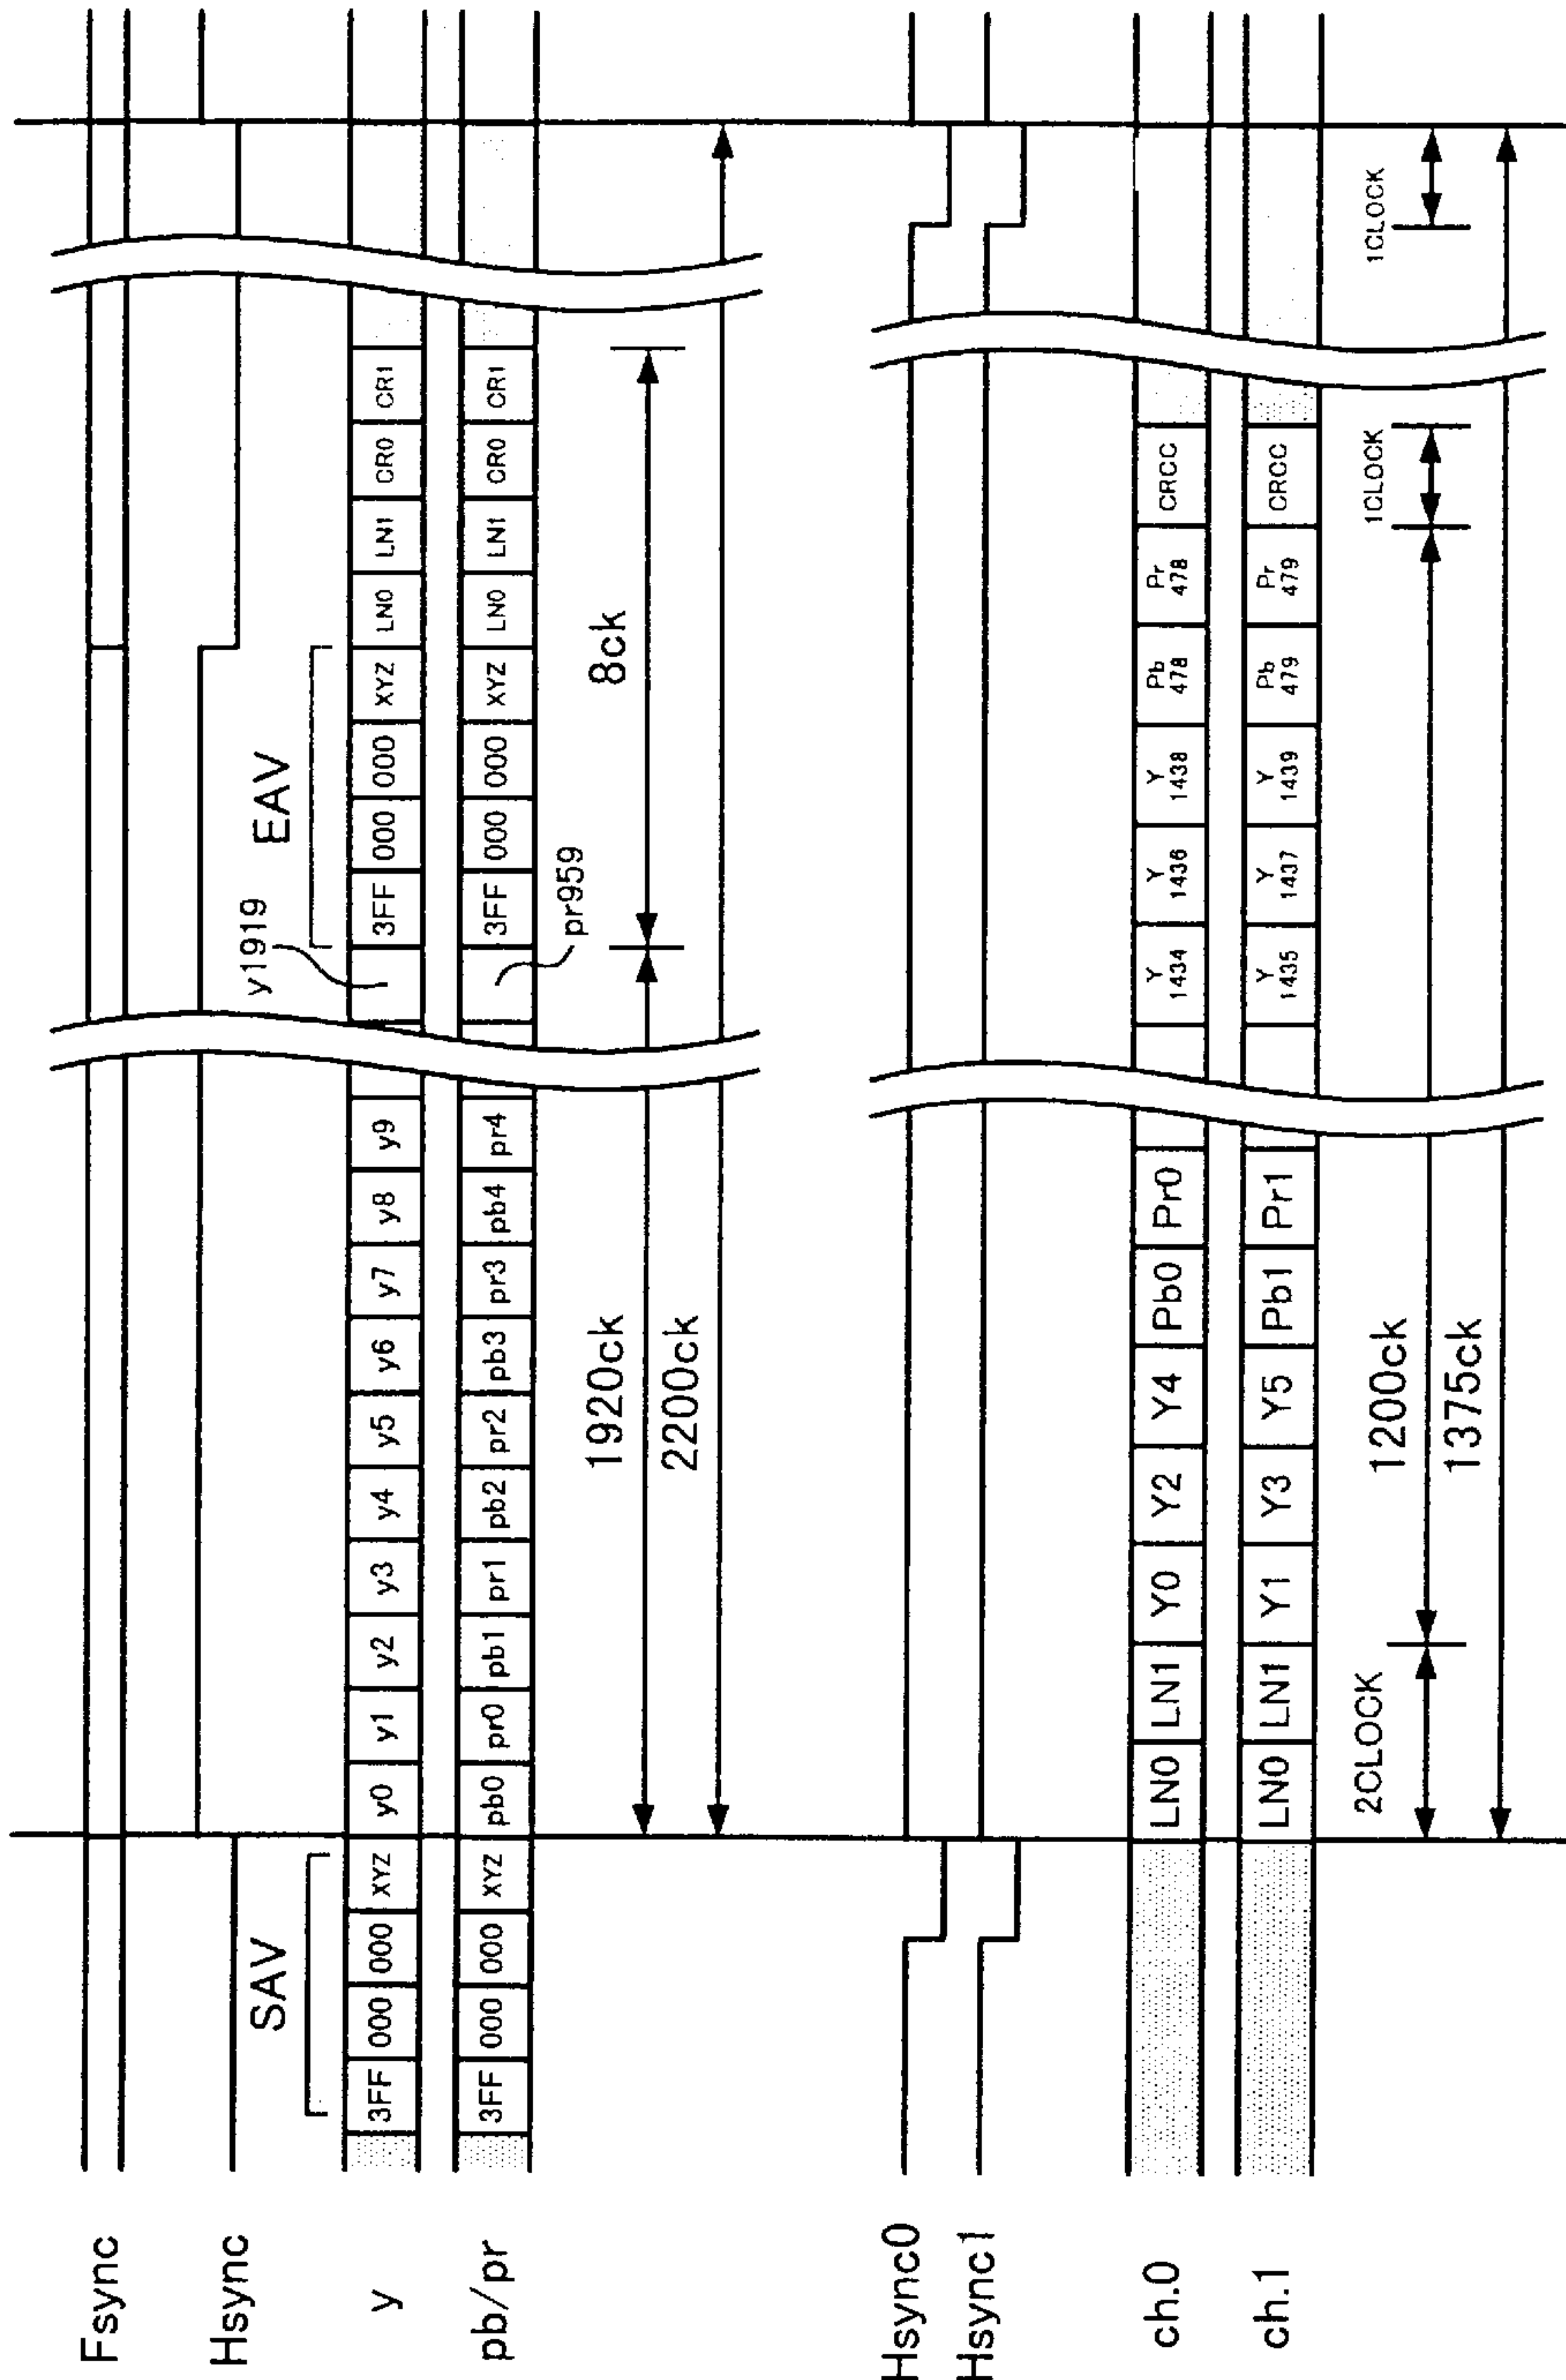 Fsync
Hsync
SAV
EAV
y1919
y
3FF 000 000 XYZ y0 y1 y2 y3 y4 y5 y6 y7 y8 y9 3FF 000 000 XYZ LN0 LN1 CR0 CR1
pb/pr
3FF 000 000 XYZ pb0 pr0 pb1 pr1 pb2 pr2 pb3 pr3 pb4 pr4 3FF 000 000 XYZ LN0 LN1 CR0 CR1
pr959
1920ck
8ck
2200ck
Hsync0
Hsync1
ch.0
LN0 LN1 Y0 Y2 Y4 Pb0 Pr0 Y 1434 Y 1436 Y 1438 Pb 478 Pr 478 CRCC
ch.1
LN0 LN1 Y1 Y3 Y5 Pb1 Pr1 Y 1435 Y 1437 Y 1439 Pb 479 Pr 479 CRCC
2CLOCK
1200ck
1CLOCK
1CLOCK
1375ck